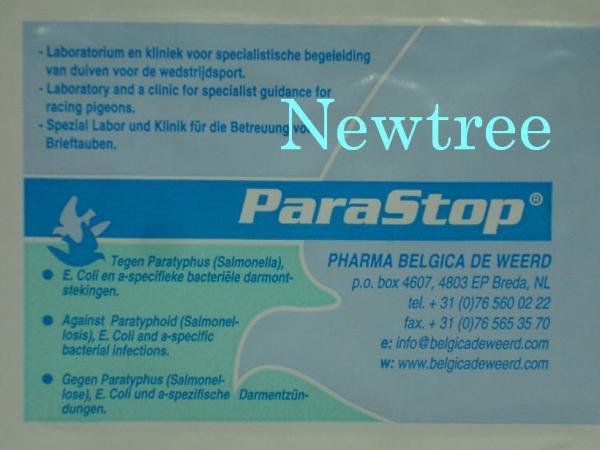 - Laboratorium en kliniek voor specialistische begeleiding
van duiven voor de wedstrijdsport.
- Laboratory and a clinic for specialist guidance for
racing pigeons.
- Spezial Labor und Klinik für die Betreuung von
Brieftauben.
Newtree
ParaStop®
Tegen Paratyphus (Salmonella),
E. Coli en a-specifieke bacteriële darmont-
stekingen.
Against Paratyphoid (Salmonel-
losis), E. Coli and a-specific
bacterial infections.
Gegen Paratyphus (Salmonel-
lose), E. Coli und a-spezifische Darmentzün-
dungen.
PHARMA BELGICA DE WEERD
p.o. box 4607, 4803 EP Breda, NL
tel. + 31 (0)76 560 02 22
fax. + 31 (0)76 565 35 70
e: info@belgicadeweerd.com
w: www.belgicadeweerd.com